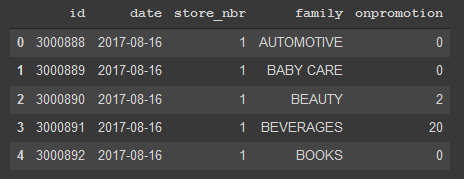 id date store_nbr family onpromotion
0 3000888 2017-08-16 1 AUTOMOTIVE 0
1 3000889 2017-08-16 1 BABY CARE 0
2 3000890 2017-08-16 1 BEAUTY 2
3 3000891 2017-08-16 1 BEVERAGES 20
4 3000892 2017-08-16 1 BOOKS 0